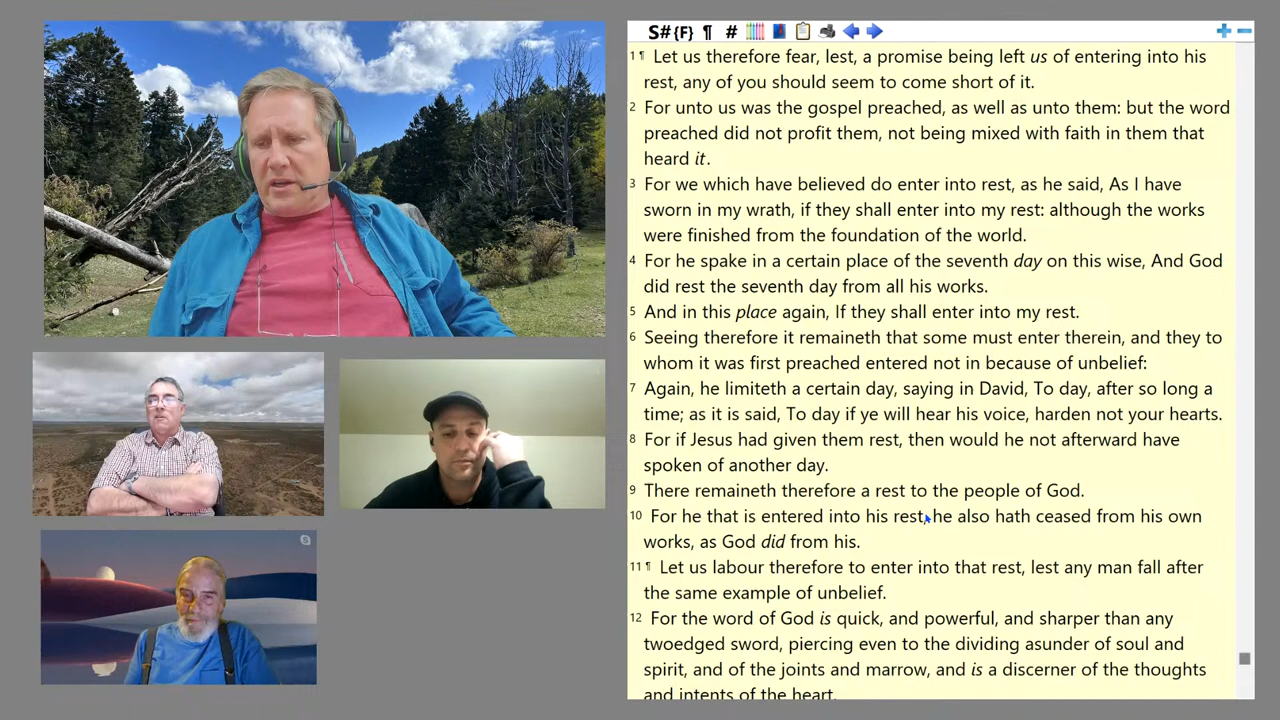 S#{F} ¶ #
1 ¶ Let us therefore fear, lest, a promise being left us of entering into his
rest, any of you should seem to come short of it.
2 For unto us was the gospel preached, as well as unto them: but the word
preached did not profit them, not being mixed with faith in them that
heard it.
3 For we which have believed do enter into rest, as he said, As I have
sworn in my wrath, if they shall enter into my rest: although the works
were finished from the foundation of the world.
4 For he spake in a certain place of the seventh day on this wise, And God
did rest the seventh day from all his works.
5 And in this place again, If they shall enter into my rest.
6 Seeing therefore it remaineth that some must enter therein, and they to
whom it was first preached entered not in because of unbelief:
7 Again, he limiteth a certain day, saying in David, To day, after so long a
time; as it is said, To day if ye will hear his voice, harden not your hearts.
8 For if Jesus had given them rest, then would he not afterward have
spoken of another day.
9 There remaineth therefore a rest to the people of God.
10 For he that is entered into his rest, he also hath ceased from his own
works, as God did from his.
11 ¶ Let us labour therefore to enter into that rest, lest any man fall after
the same example of unbelief.
12 For the word of God is quick, and powerful, and sharper than any
twoedged sword, piercing even to the dividing asunder of soul and
spirit, and of the joints and marrow, and is a discerner of the thoughts
and intents of the heart.